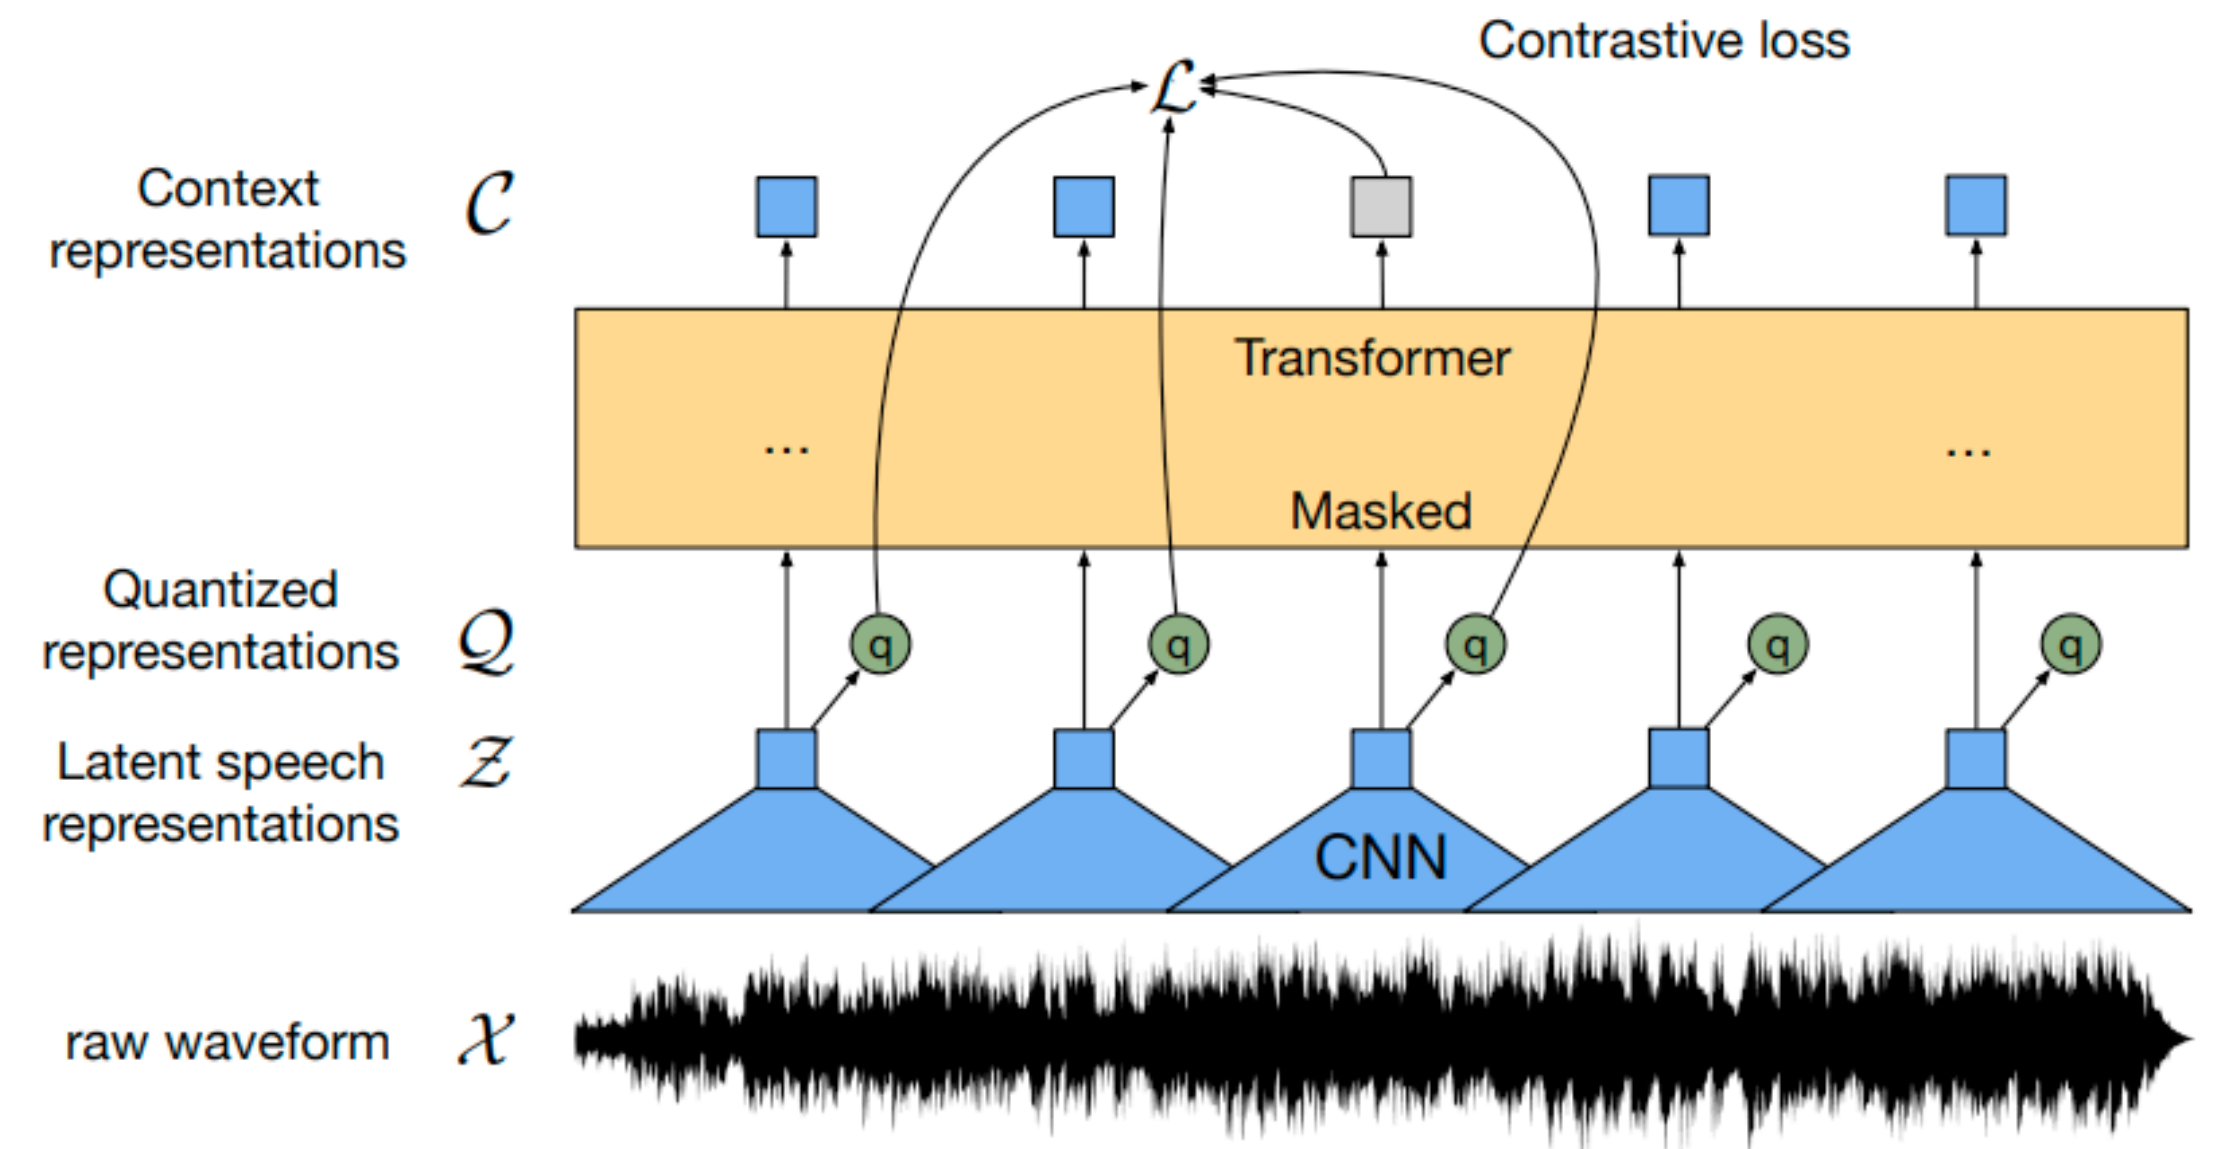 Contrastive loss
ℒ
Context
representations
𝒞
Transformer
...
...
Masked
Quantized
representations
𝒬
q
q
q
q
q
Latent speech
representations
𝒵
CNN
raw waveform
𝒳